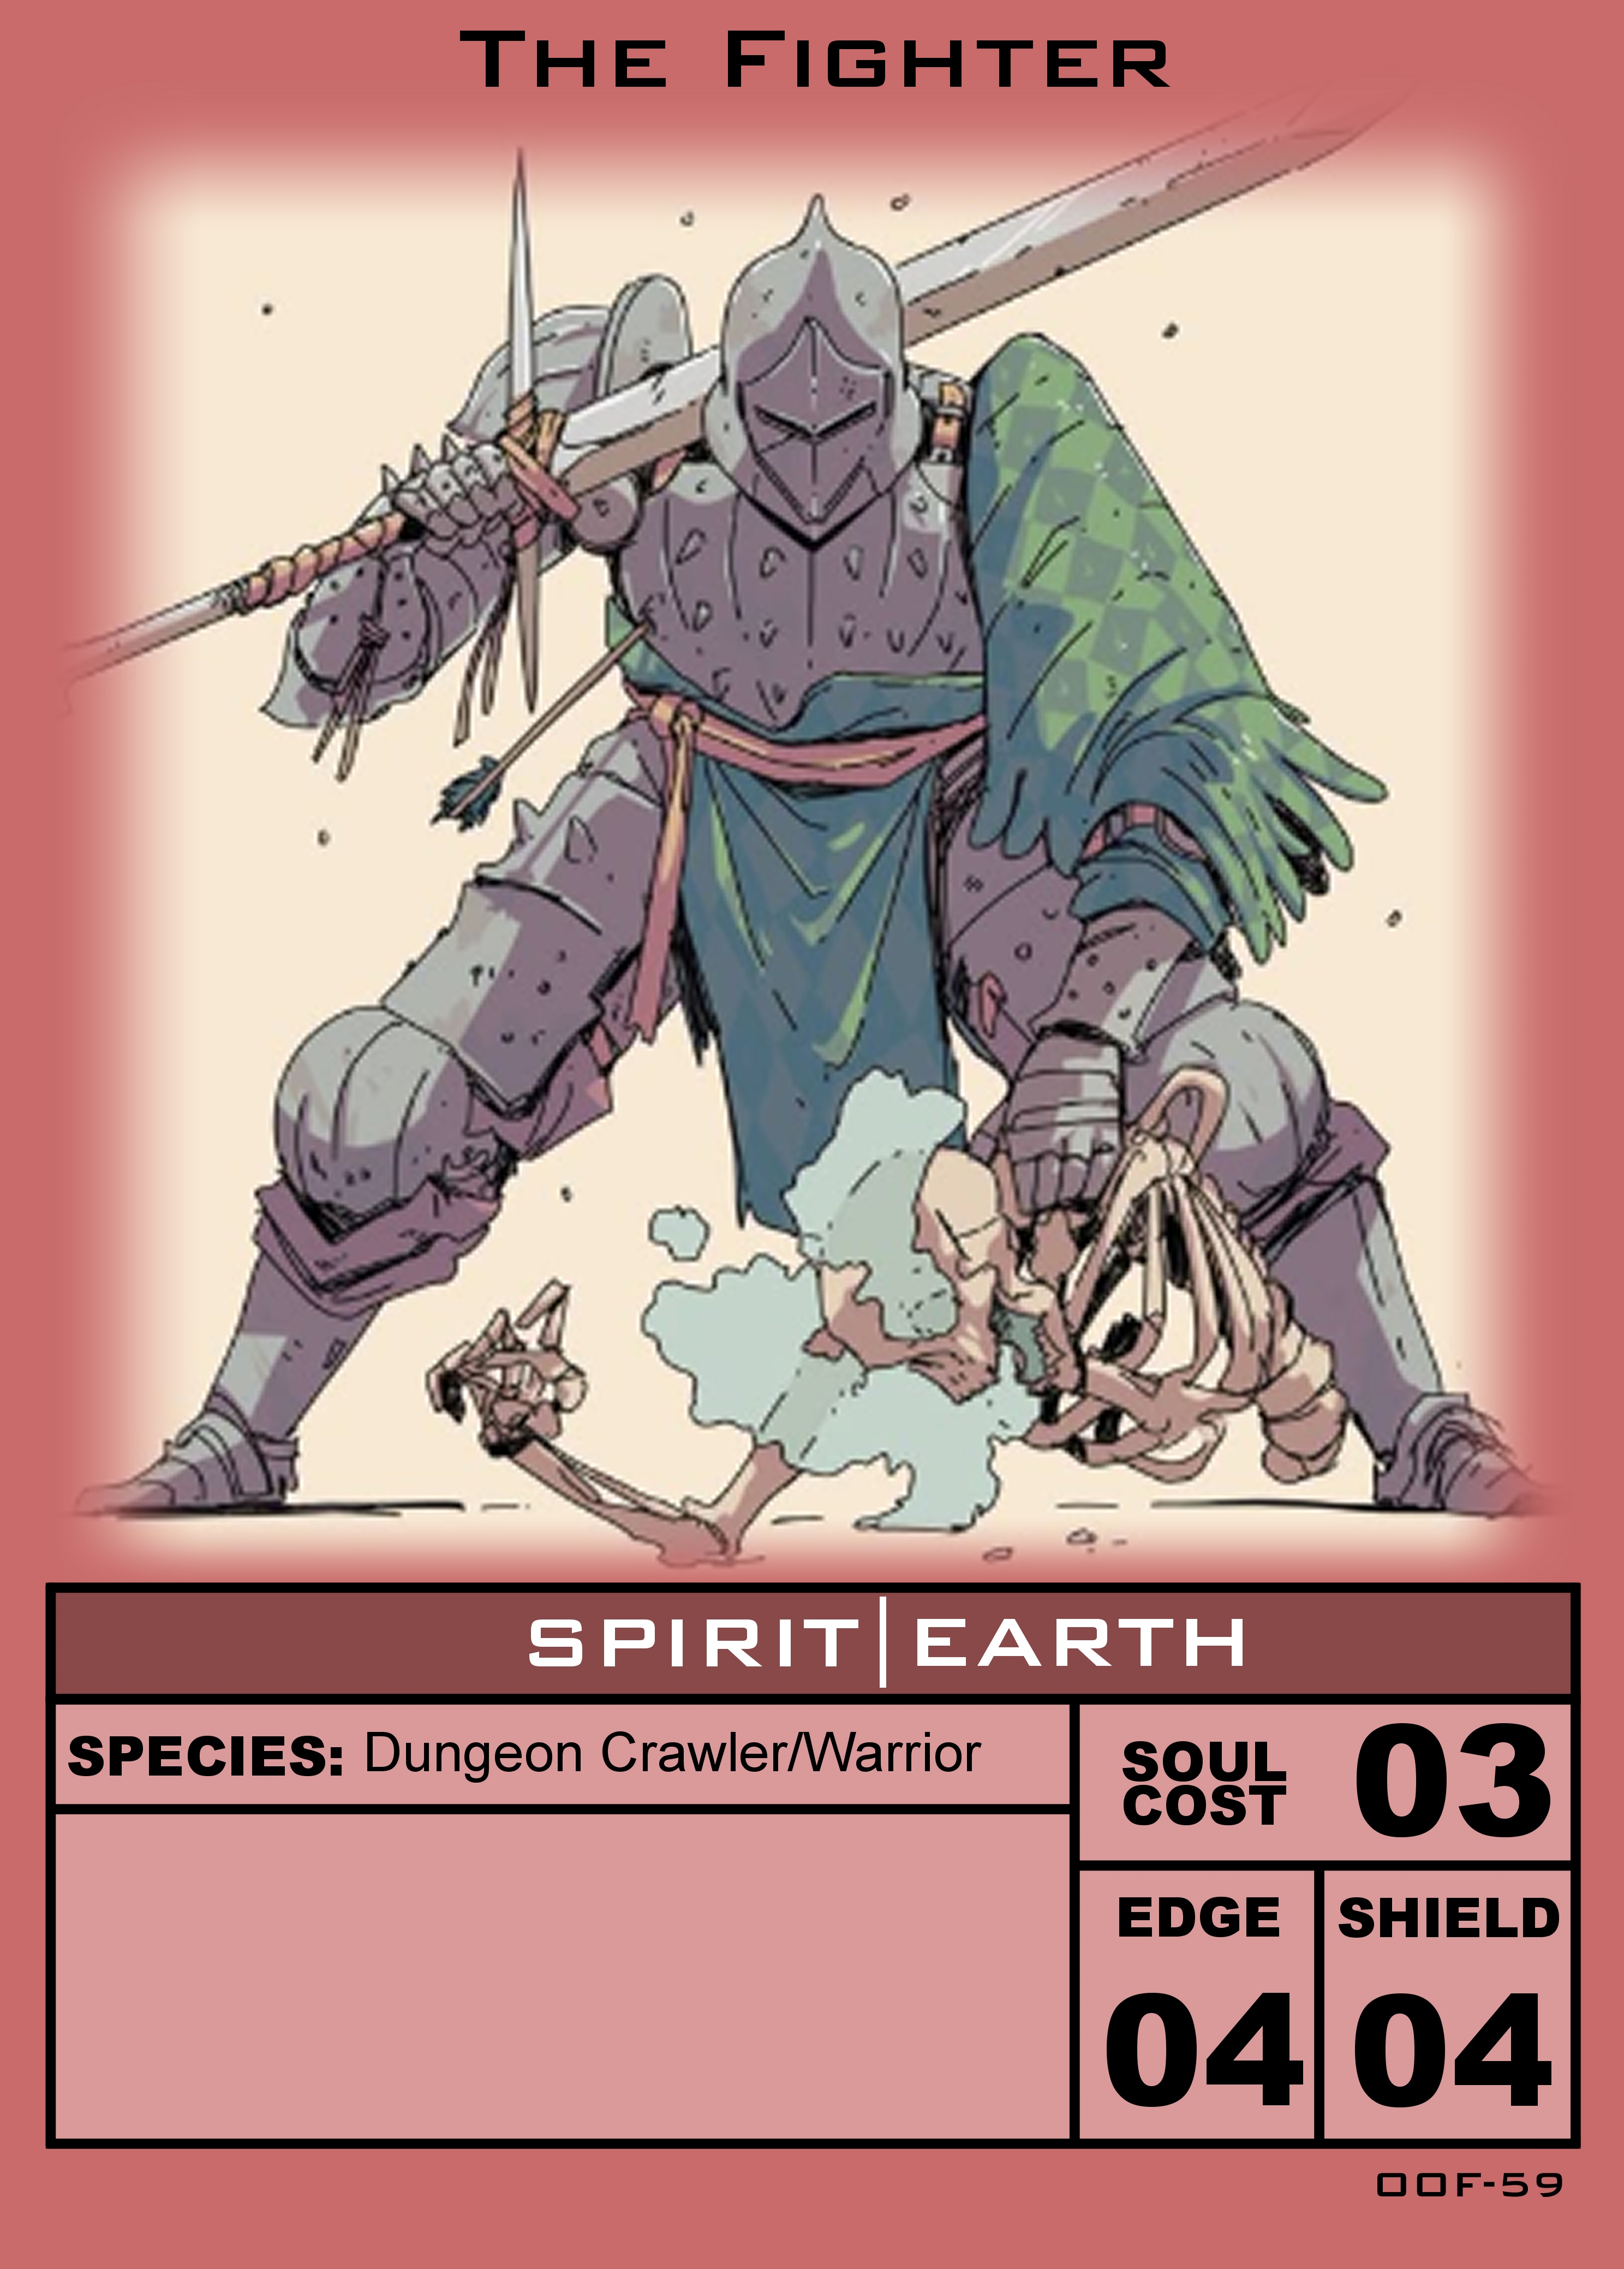 The Fighter
SPIRIT|EARTH
SPECIES: Dungeon Crawler/Warrior
SOUL
COST
03
EDGE
04
SHIELD
04
OOF-59